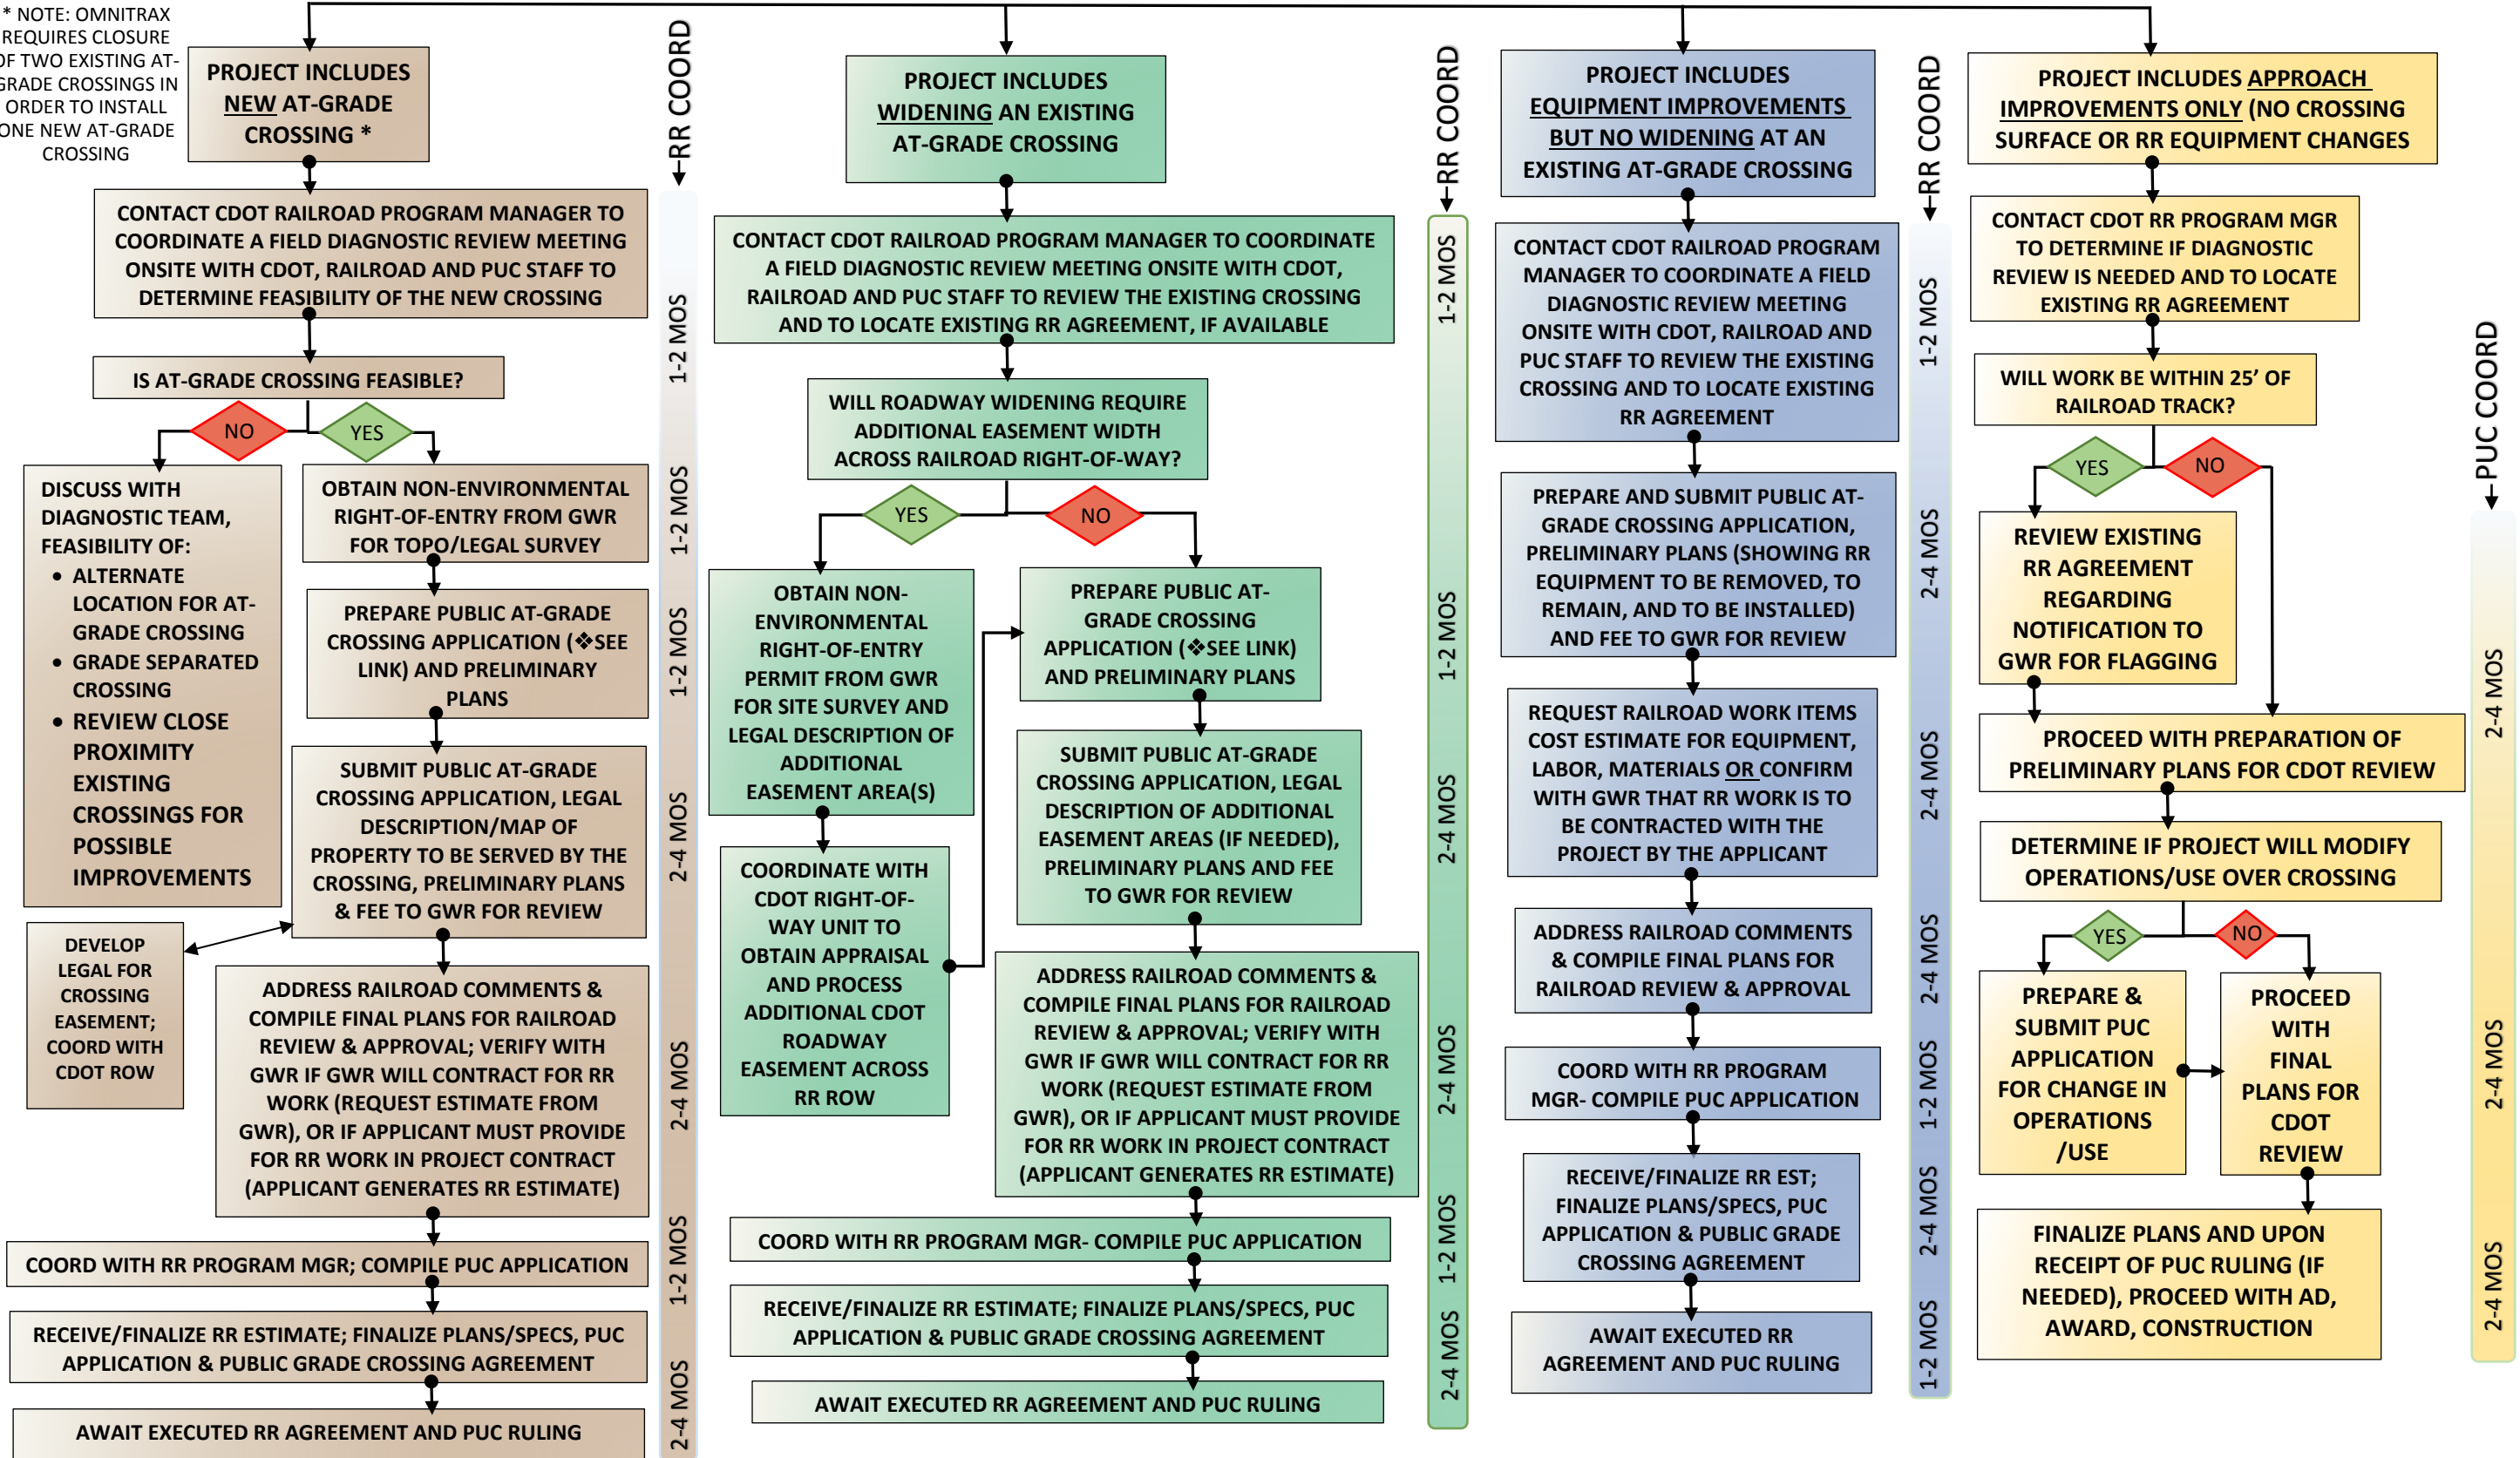 * NOTE: OMNITRAX
REQUIRES CLOSURE
OF TWO EXISTING AT-
GRADE CROSSINGS IN
ORDER TO INSTALL
ONE NEW AT-GRADE
CROSSING
PROJECT INCLUDES
NEW AT-GRADE
CROSSING *
CONTACT CDOT RAILROAD PROGRAM MANAGER TO
COORDINATE A FIELD DIAGNOSTIC REVIEW MEETING
ONSITE WITH CDOT, RAILROAD AND PUC STAFF TO
DETERMINE FEASIBILITY OF THE NEW CROSSING
IS AT-GRADE CROSSING FEASIBLE?
NO
YES
DISCUSS WITH
DIAGNOSTIC TEAM,
FEASIBILITY OF:
• ALTERNATE
LOCATION FOR AT-
GRADE CROSSING
• GRADE SEPARATED
CROSSING
• REVIEW CLOSE
PROXIMITY
EXISTING
CROSSINGS FOR
POSSIBLE
IMPROVEMENTS
OBTAIN NON-ENVIRONMENTAL
RIGHT-OF-ENTRY FROM GWR
FOR TOPO/LEGAL SURVEY
PREPARE PUBLIC AT-GRADE
CROSSING APPLICATION (❖SEE
LINK) AND PRELIMINARY
PLANS
SUBMIT PUBLIC AT-GRADE
CROSSING APPLICATION, LEGAL
DESCRIPTION/MAP OF
PROPERTY TO BE SERVED BY THE
CROSSING, PRELIMINARY PLANS
& FEE TO GWR FOR REVIEW
DEVELOP
LEGAL FOR
CROSSING
EASEMENT;
COORD WITH
CDOT ROW
ADDRESS RAILROAD COMMENTS &
COMPILE FINAL PLANS FOR RAILROAD
REVIEW & APPROVAL; VERIFY WITH
GWR IF GWR WILL CONTRACT FOR RR
WORK (REQUEST ESTIMATE FROM
GWR), OR IF APPLICANT MUST PROVIDE
FOR RR WORK IN PROJECT CONTRACT
(APPLICANT GENERATES RR ESTIMATE)
COORD WITH RR PROGRAM MGR; COMPILE PUC APPLICATION
RECEIVE/FINALIZE RR ESTIMATE; FINALIZE PLANS/SPECS, PUC
APPLICATION & PUBLIC GRADE CROSSING AGREEMENT
AWAIT EXECUTED RR AGREEMENT AND PUC RULING
RR COORD
1-2 MOS
1-2 MOS
1-2 MOS
2-4 MOS
2-4 MOS
1-2 MOS
2-4 MOS
PROJECT INCLUDES
WIDENING AN EXISTING
AT-GRADE CROSSING
CONTACT CDOT RAILROAD PROGRAM MANAGER TO COORDINATE
A FIELD DIAGNOSTIC REVIEW MEETING ONSITE WITH CDOT,
RAILROAD AND PUC STAFF TO REVIEW THE EXISTING CROSSING
AND TO LOCATE EXISTING RR AGREEMENT, IF AVAILABLE
WILL ROADWAY WIDENING REQUIRE
ADDITIONAL EASEMENT WIDTH
ACROSS RAILROAD RIGHT-OF-WAY?
YES
NO
OBTAIN NON-
ENVIRONMENTAL
RIGHT-OF-ENTRY
PERMIT FROM GWR
FOR SITE SURVEY AND
LEGAL DESCRIPTION OF
ADDITIONAL
EASEMENT AREA(S)
COORDINATE WITH
CDOT RIGHT-OF-
WAY UNIT TO
OBTAIN APPRAISAL
AND PROCESS
ADDITIONAL CDOT
ROADWAY
EASEMENT ACROSS
RR ROW
PREPARE PUBLIC AT-
GRADE CROSSING
APPLICATION (❖SEE LINK)
AND PRELIMINARY PLANS
SUBMIT PUBLIC AT-GRADE
CROSSING APPLICATION, LEGAL
DESCRIPTION OF ADDITIONAL
EASEMENT AREAS (IF NEEDED),
PRELIMINARY PLANS AND FEE
TO GWR FOR REVIEW
ADDRESS RAILROAD COMMENTS &
COMPILE FINAL PLANS FOR RAILROAD
REVIEW & APPROVAL; VERIFY WITH
GWR IF GWR WILL CONTRACT FOR RR
WORK (REQUEST ESTIMATE FROM
GWR), OR IF APPLICANT MUST PROVIDE
FOR RR WORK IN PROJECT CONTRACT
(APPLICANT GENERATES RR ESTIMATE)
COORD WITH RR PROGRAM MGR- COMPILE PUC APPLICATION
RECEIVE/FINALIZE RR ESTIMATE; FINALIZE PLANS/SPECS, PUC
APPLICATION & PUBLIC GRADE CROSSING AGREEMENT
AWAIT EXECUTED RR AGREEMENT AND PUC RULING
RR COORD
1-2 MOS
1-2 MOS
2-4 MOS
2-4 MOS
1-2 MOS
2-4 MOS
PROJECT INCLUDES
EQUIPMENT IMPROVEMENTS
BUT NO WIDENING AT AN
EXISTING AT-GRADE CROSSING
CONTACT CDOT RAILROAD PROGRAM
MANAGER TO COORDINATE A FIELD
DIAGNOSTIC REVIEW MEETING
ONSITE WITH CDOT, RAILROAD AND
PUC STAFF TO REVIEW THE EXISTING
CROSSING AND TO LOCATE EXISTING
RR AGREEMENT
PREPARE AND SUBMIT PUBLIC AT-
GRADE CROSSING APPLICATION,
PRELIMINARY PLANS (SHOWING RR
EQUIPMENT TO BE REMOVED, TO
REMAIN, AND TO BE INSTALLED)
AND FEE TO GWR FOR REVIEW
REQUEST RAILROAD WORK ITEMS
COST ESTIMATE FOR EQUIPMENT,
LABOR, MATERIALS OR CONFIRM
WITH GWR THAT RR WORK IS TO
BE CONTRACTED WITH THE
PROJECT BY THE APPLICANT
ADDRESS RAILROAD COMMENTS
& COMPILE FINAL PLANS FOR
RAILROAD REVIEW & APPROVAL
COORD WITH RR PROGRAM
MGR- COMPILE PUC APPLICATION
RECEIVE/FINALIZE RR EST;
FINALIZE PLANS/SPECS, PUC
APPLICATION & PUBLIC GRADE
CROSSING AGREEMENT
AWAIT EXECUTED RR
AGREEMENT AND PUC RULING
RR COORD
1-2 MOS
2-4 MOS
2-4 MOS
2-4 MOS
1-2 MOS
2-4 MOS
1-2 MOS
PROJECT INCLUDES APPROACH
IMPROVEMENTS ONLY (NO CROSSING
SURFACE OR RR EQUIPMENT CHANGES
CONTACT CDOT RR PROGRAM MGR
TO DETERMINE IF DIAGNOSTIC
REVIEW IS NEEDED AND TO LOCATE
EXISTING RR AGREEMENT
WILL WORK BE WITHIN 25’ OF
RAILROAD TRACK?
YES
NO
REVIEW EXISTING
RR AGREEMENT
REGARDING
NOTIFICATION TO
GWR FOR FLAGGING
PROCEED WITH PREPARATION OF
PRELIMINARY PLANS FOR CDOT REVIEW
DETERMINE IF PROJECT WILL MODIFY
OPERATIONS/USE OVER CROSSING
YES
NO
PREPARE &
SUBMIT PUC
APPLICATION
FOR CHANGE IN
OPERATIONS
/USE
PROCEED
WITH
FINAL
PLANS FOR
CDOT
REVIEW
FINALIZE PLANS AND UPON
RECEIPT OF PUC RULING (IF
NEEDED), PROCEED WITH AD,
AWARD, CONSTRUCTION
PUC COORD
2-4 MOS
2-4 MOS
2-4 MOS